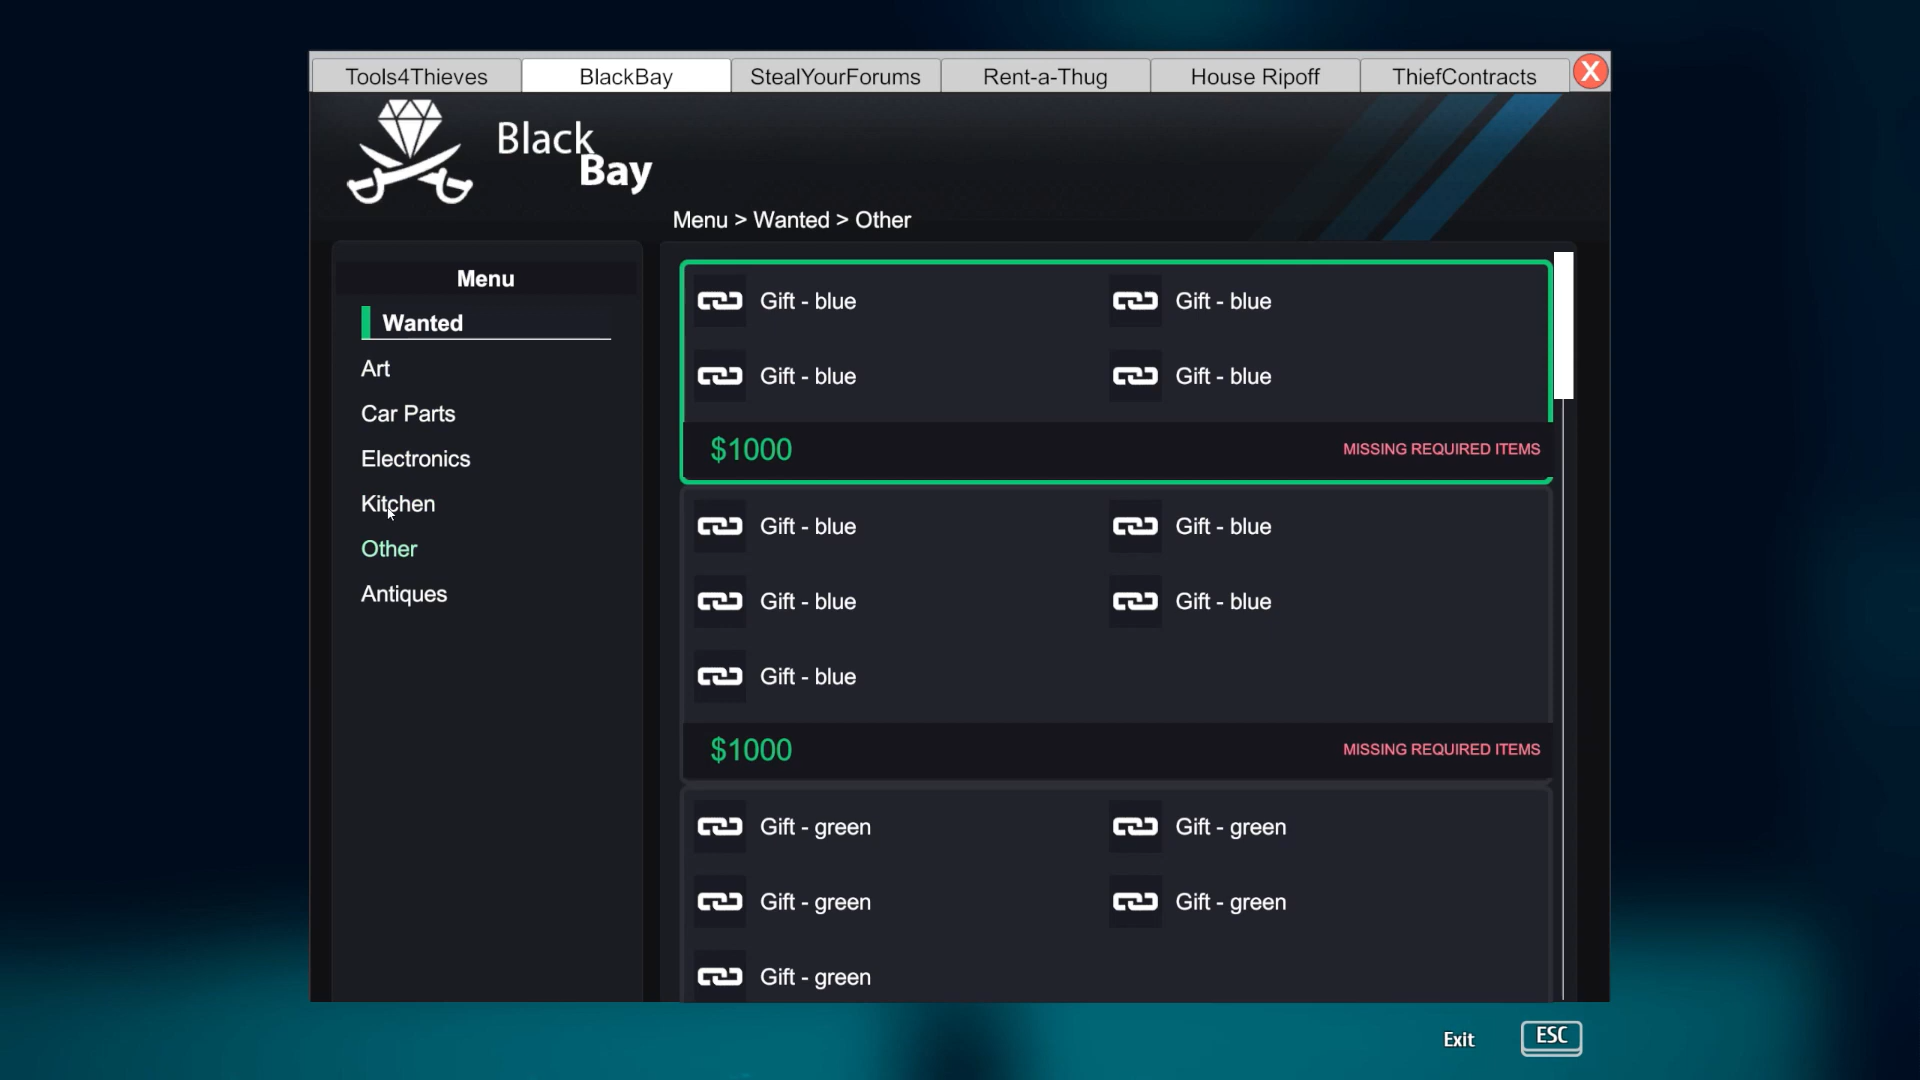 Tools4Thieves BlackBay StealYourForums Rent-a-Thug House Ripoff ThiefContracts X
Black
Bay
Menu > Wanted > Other
Menu
Wanted
Art
Car Parts
Electronics
Kitchen
Other
Antiques
Gift - blue Gift - blue
Gift - blue Gift - blue
$1000 MISSING REQUIRED ITEMS
Gift - blue Gift - blue
Gift - blue Gift - blue
Gift - blue
$1000 MISSING REQUIRED ITEMS
Gift - green Gift - green
Gift - green Gift - green
Gift - green
Exit ESC